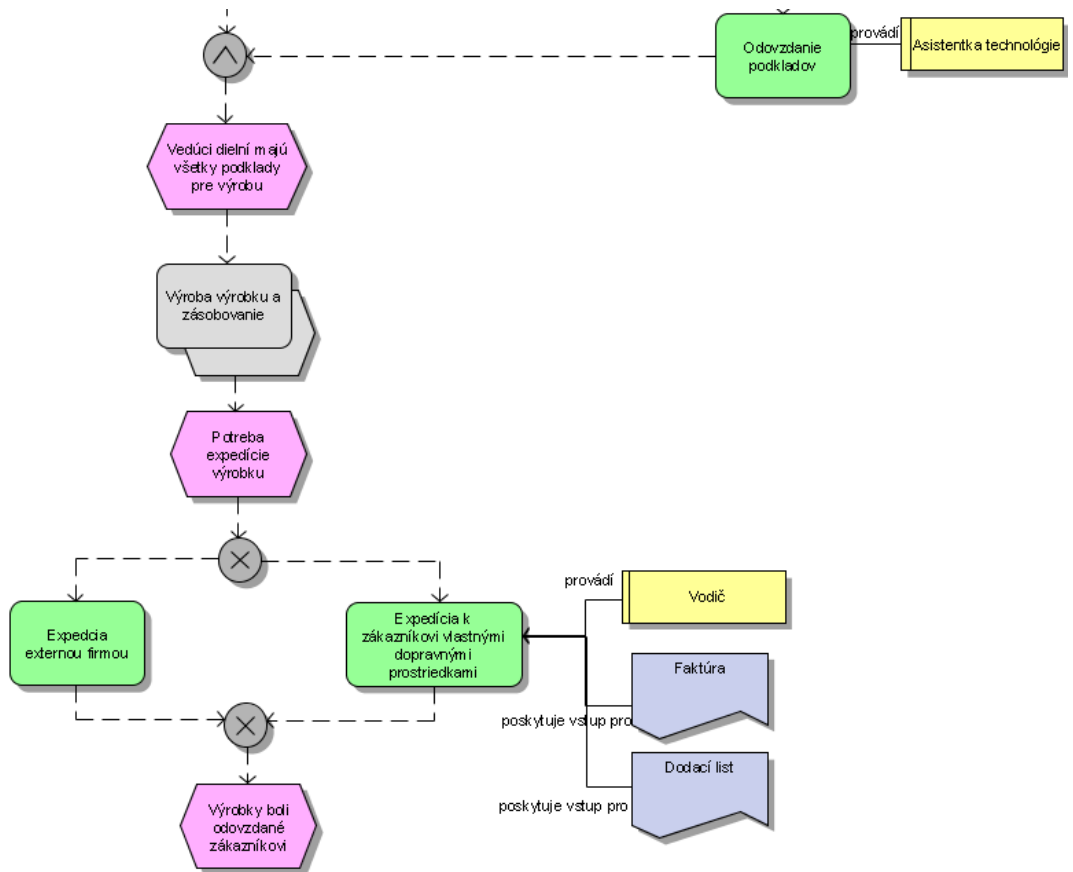 Odovzdanie
podkladov
provádí
Asistentka technológie
Vedúci dielní majú
všetky podklady
pre výrobu
Výroba výrobku a
zásobovanie
Potreba
expedície
výrobku
Expedcia
externou firmou
Expedícia k
zákazníkovi vlastnými
dopravnými
prostriedkami
provádí
Vodič
Faktúra
poskytuje vstup pro
Dodací list
poskytuje vstup pro
Výrobky boli
odovzdané
zákazníkovi